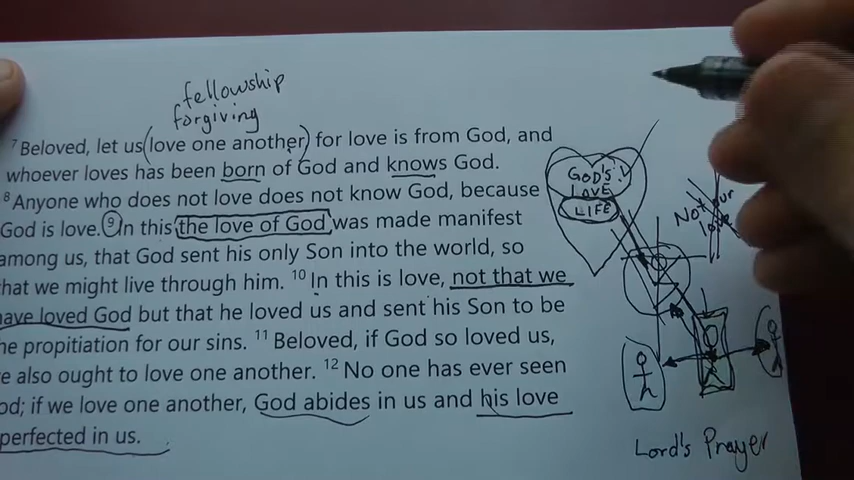 fellowship
forgiving
7 Beloved, let us (love one another) for love is from God, and
whoever loves has been born of God and knows God.
8 Anyone who does not love does not know God, because
God is love. 9 In this the love of God was made manifest
among us, that God sent his only Son into the world, so
hat we might live through him. 10 In this is love, not that we
ave loved God but that he loved us and sent his Son to be
he propitiation for our sins. 11 Beloved, if God so loved us,
e also ought to love one another. 12 No one has ever seen
od; if we love one another, God abides in us and his love
perfected in us.
GOD'S
LOVE
LIFE
Not our
love
Lord's Prayer